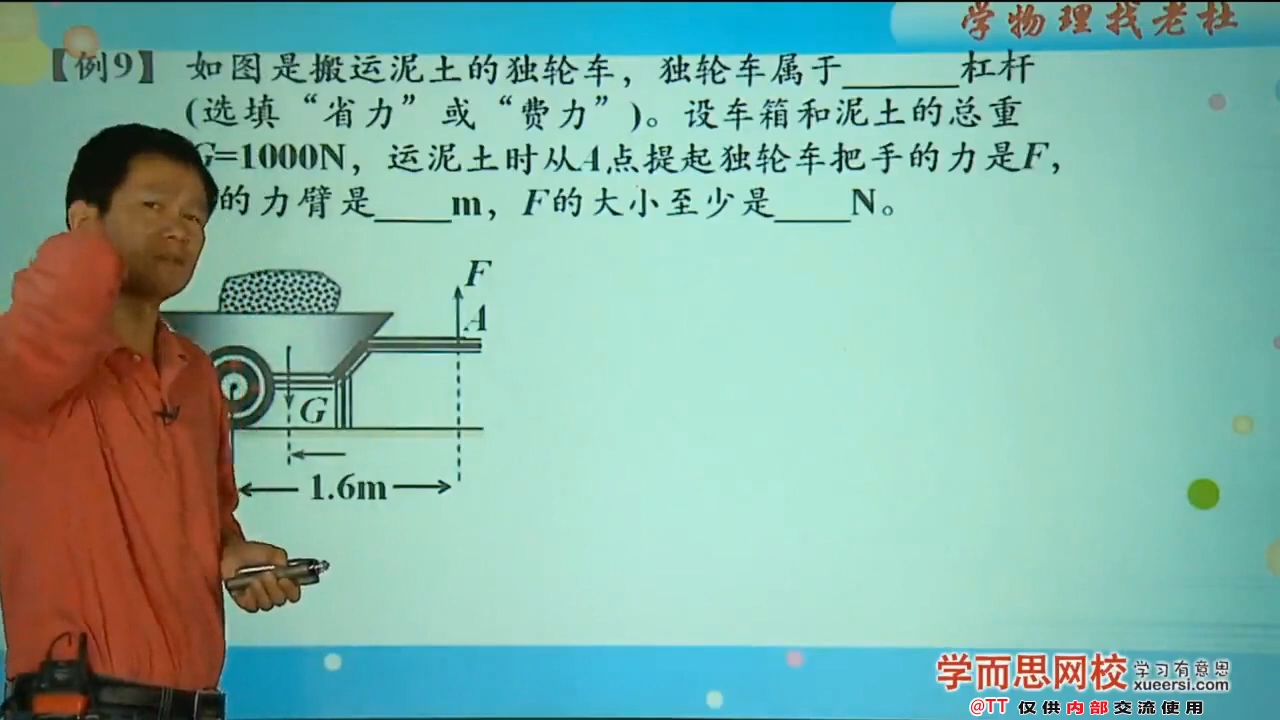 学物理找老杜
【例9】 如图是搬运泥土的独轮车，独轮车属于______杠杆
(选填“省力”或“费力”)。设车箱和泥土的总重
G=1000N，运泥土时从A点提起独轮车把手的力是F，
的力臂是____m，F的大小至少是____N。
F
A
G
1.6m
学而思网校 学习有意思
xueersi.com
@TT 仅供内部交流使用